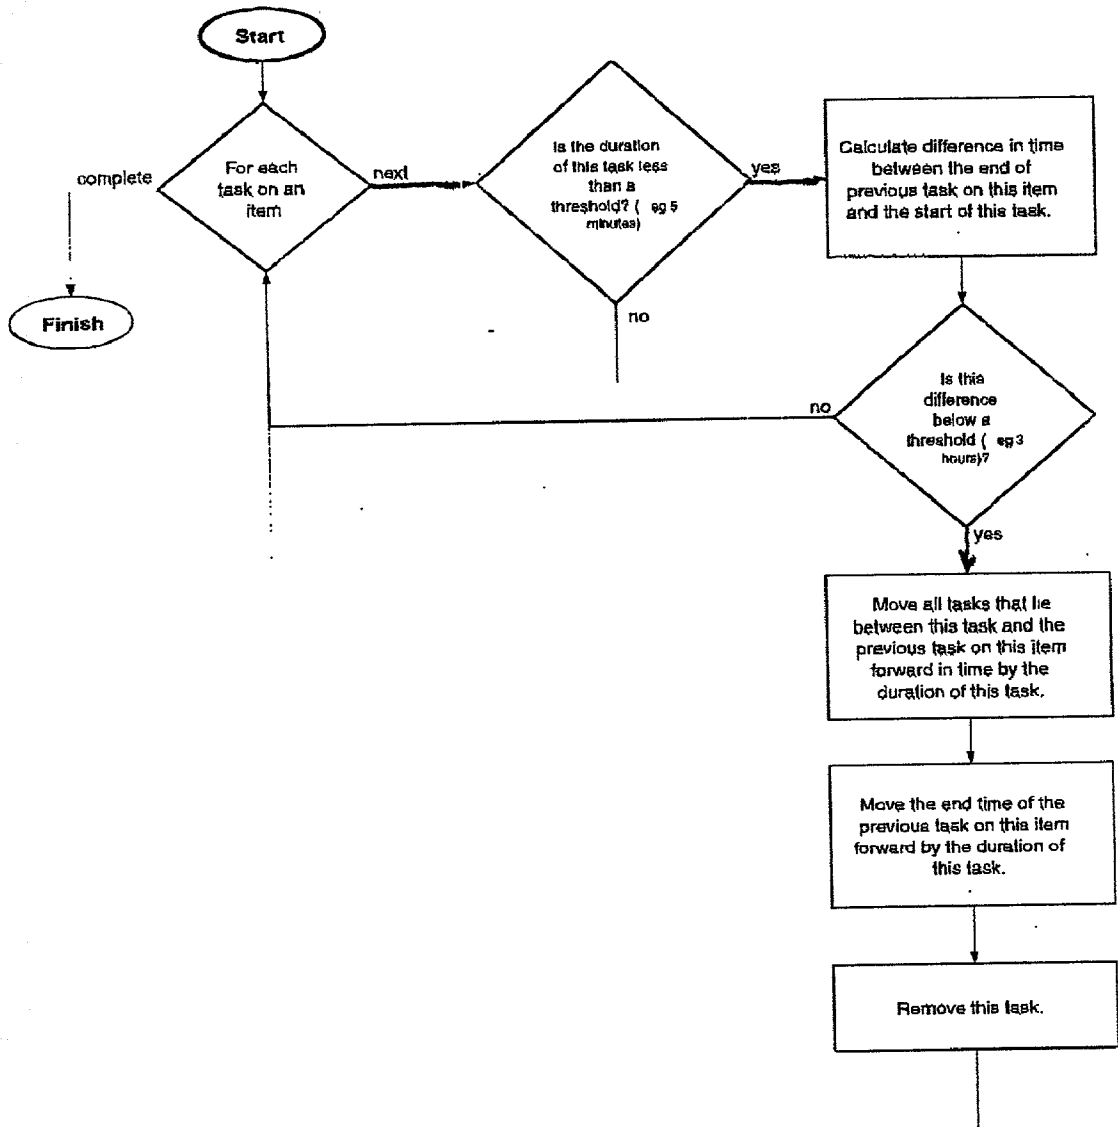 Start
For each
task on an
item
complete
next
Finish
Is the duration
of this task less
than a
threshold? ( eg 5
minutes)
yes
no
Calculate difference in time
between the end of
previous task on this item
and the start of this task.
Is this
difference
below a
threshold ( eg 3
hours)?
no
yes
Move all tasks that lie
between this task and the
previous task on this item
forward in time by the
duration of this task.
Move the end time of the
previous task on this item
forward by the duration of
this task.
Remove this task.